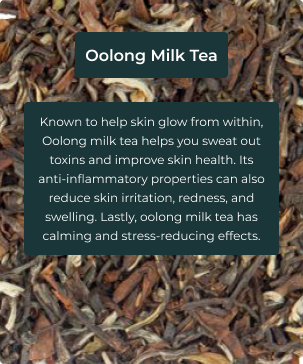 Oolong Milk Tea
Known to help skin glow from within,
Oolong milk tea helps you sweat out
toxins and improve skin health. Its
anti-inflammatory properties can also
reduce skin irritation, redness, and
swelling. Lastly, oolong milk tea has
calming and stress-reducing effects.